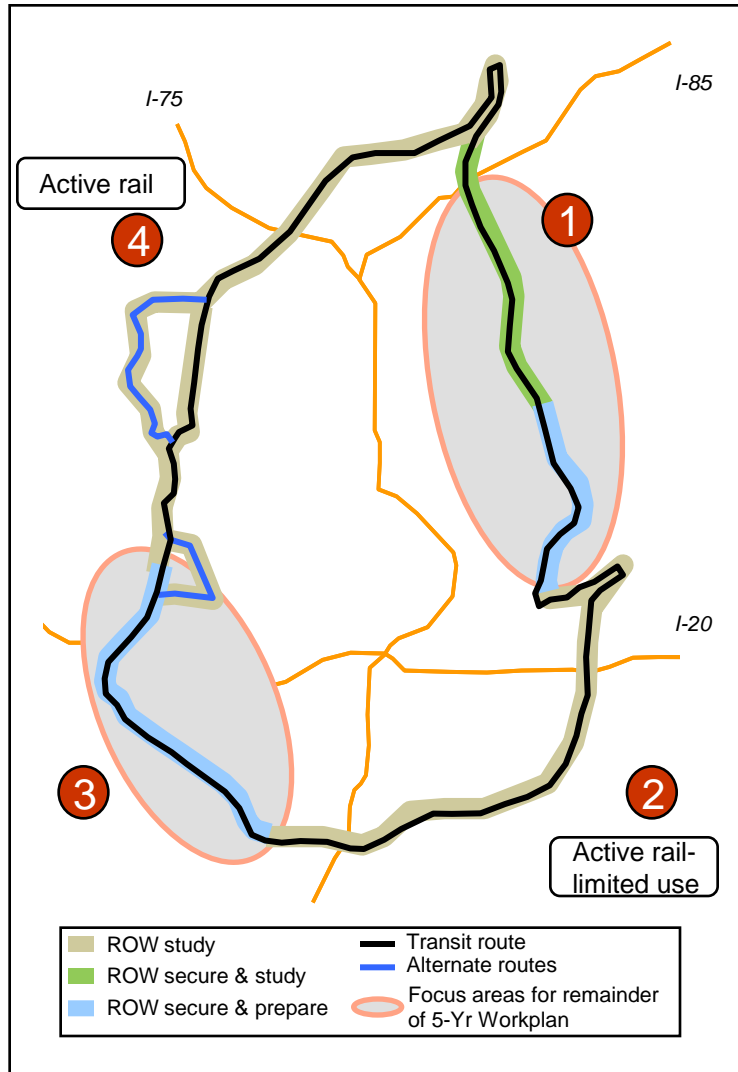 I-75
I-85
Active rail
1
4
I-20
3
2
Active rail-
limited use
ROW study
ROW secure & study
ROW secure & prepare
Transit route
Alternate routes
Focus areas for remainder
of 5-Yr Workplan